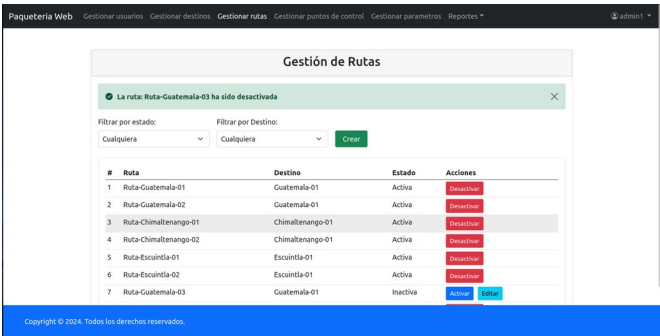 Paqueteria Web Gestionar usuarios Gestionar destinos Gestionar rutas Gestionar puntos de control Gestionar parametros Reportes admin1
Gestión de Rutas
La ruta: Ruta-Guatemala-03 ha sido desactivada
Filtrar por estado: Filtrar por Destino:
Cualquiera Cualquiera Crear
# Ruta Destino Estado Acciones
1 Ruta-Guatemala-01 Guatemala-01 Activa Desactivar
2 Ruta-Guatemala-02 Guatemala-01 Activa Desactivar
3 Ruta-Chimaltenango-01 Chimaltenango-01 Activa Desactivar
4 Ruta-Chimaltenango-02 Chimaltenango-01 Activa Desactivar
5 Ruta-Escuintla-01 Escuintla-01 Activa Desactivar
6 Ruta-Escuintla-02 Escuintla-01 Activa Desactivar
7 Ruta-Guatemala-03 Guatemala-01 Inactiva Activar Editar
Copyright © 2024. Todos los derechos reservados.